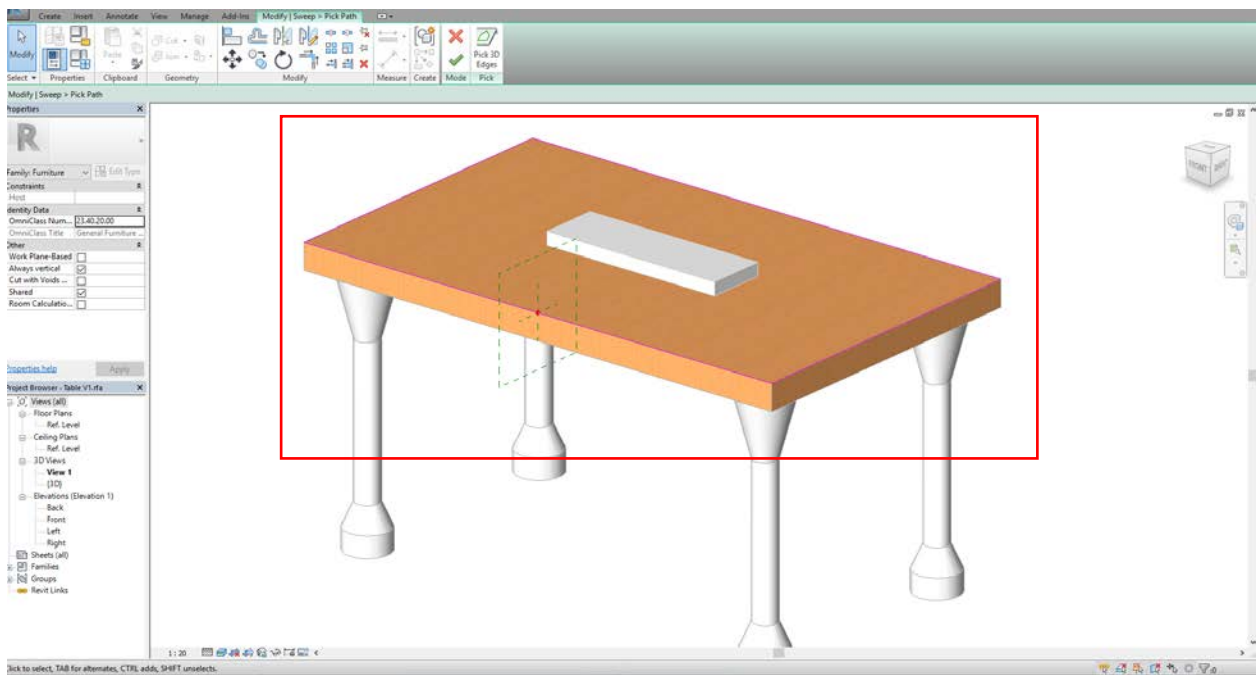 Create Insert Annotate View Manage Add-Ins Modify | Sweep > Pick Path
Modify
Paste
Cut
Join
Pick 3D
Edges
Select Properties Clipboard Geometry Modify Measure Create Mode Pick
Modify | Sweep > Pick Path
Properties
R
Family: Furniture Edit Type
Constraints
Host
Identity Data
OmniClass Num... 23.40.20.00
OmniClass Title General Furniture ...
Other
Work Plane-Based
Always vertical
Cut with Voids ...
Shared
Room Calculatio...
Properties help Apply
Project Browser - Table V1.rfa
Views (all)
Floor Plans
Ref. Level
Ceiling Plans
Ref. Level
3D Views
View 1
{3D}
Elevations (Elevation 1)
Back
Front
Left
Right
Sheets (all)
Families
Groups
Revit Links
FRONT
1 : 20
Click to select, TAB for alternates, CTRL adds, SHIFT unselects.
:0